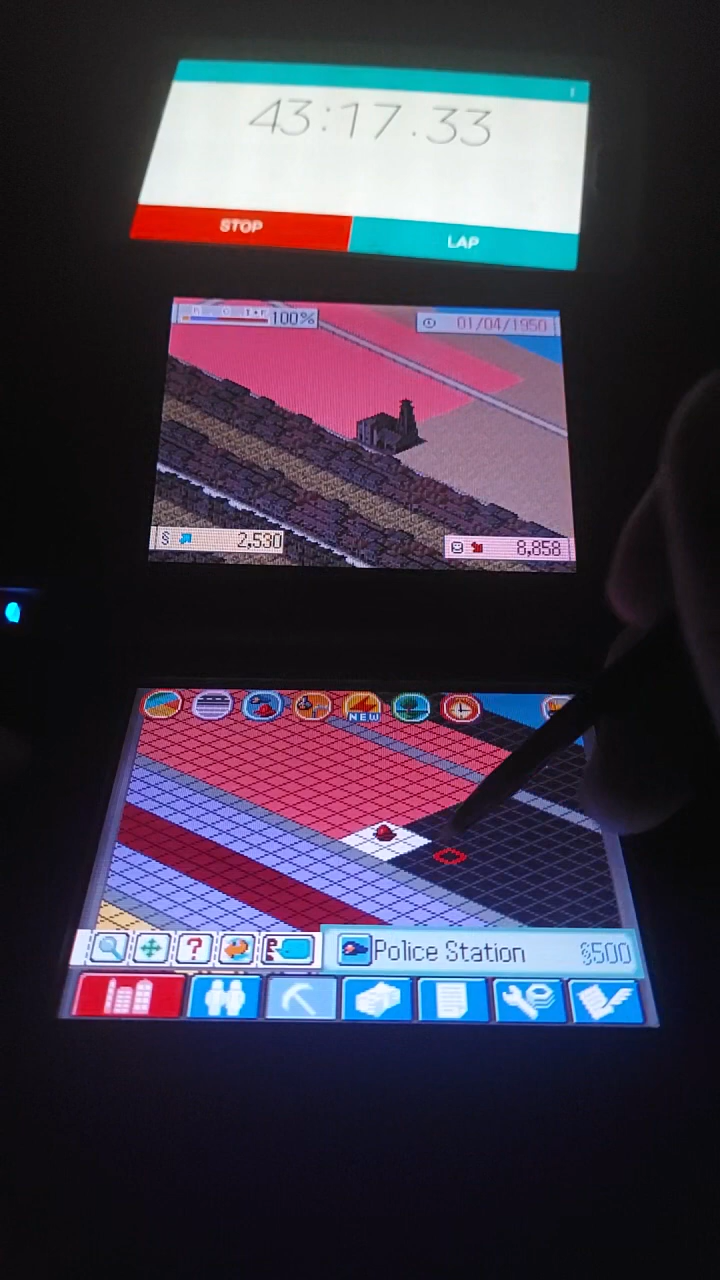 43:17.33
STOP
LAP
100%
01/04/1950
§ 2,530
8,858
NEW
?
Police Station §500